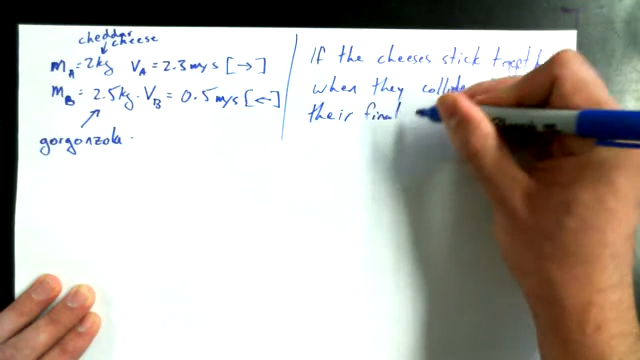 cheddar
cheese
mA = 2kg VA = 2.3 m/s [→]
mB = 2.5kg. VB = 0.5 m/s [←]
gorgonzola.
If the cheeses stick
when they collide
their final